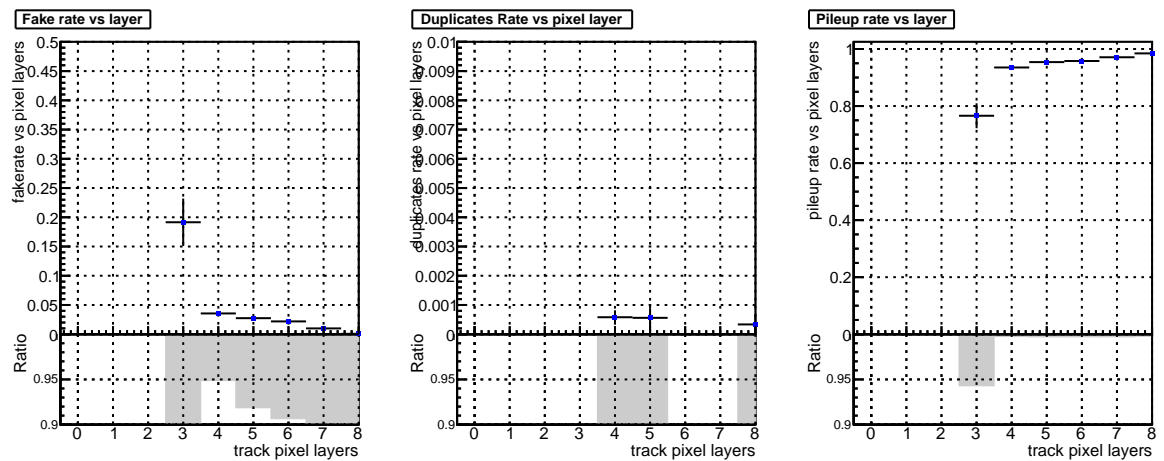 Fake rate vs layer
fakerate vs pixel layers
0.5
0.45
0.4
0.35
0.3
0.25
0.2
0.15
0.1
0.05
0
Ratio
0.95
0.9
0 1 2 3 4 5 6 7 8
track pixel layers
Duplicates Rate vs pixel layer
duplicates rate vs pixel layers
0.01
0.009
0.008
0.007
0.006
0.005
0.004
0.003
0.002
0.001
0
Ratio
0.95
0.9
0 1 2 3 4 5 6 7 8
track pixel layers
Pileup rate vs layer
pileup rate vs pixel layers
1
0.8
0.6
0.4
0.2
0
Ratio
0.95
0.9
0 1 2 3 4 5 6 7 8
track pixel layers